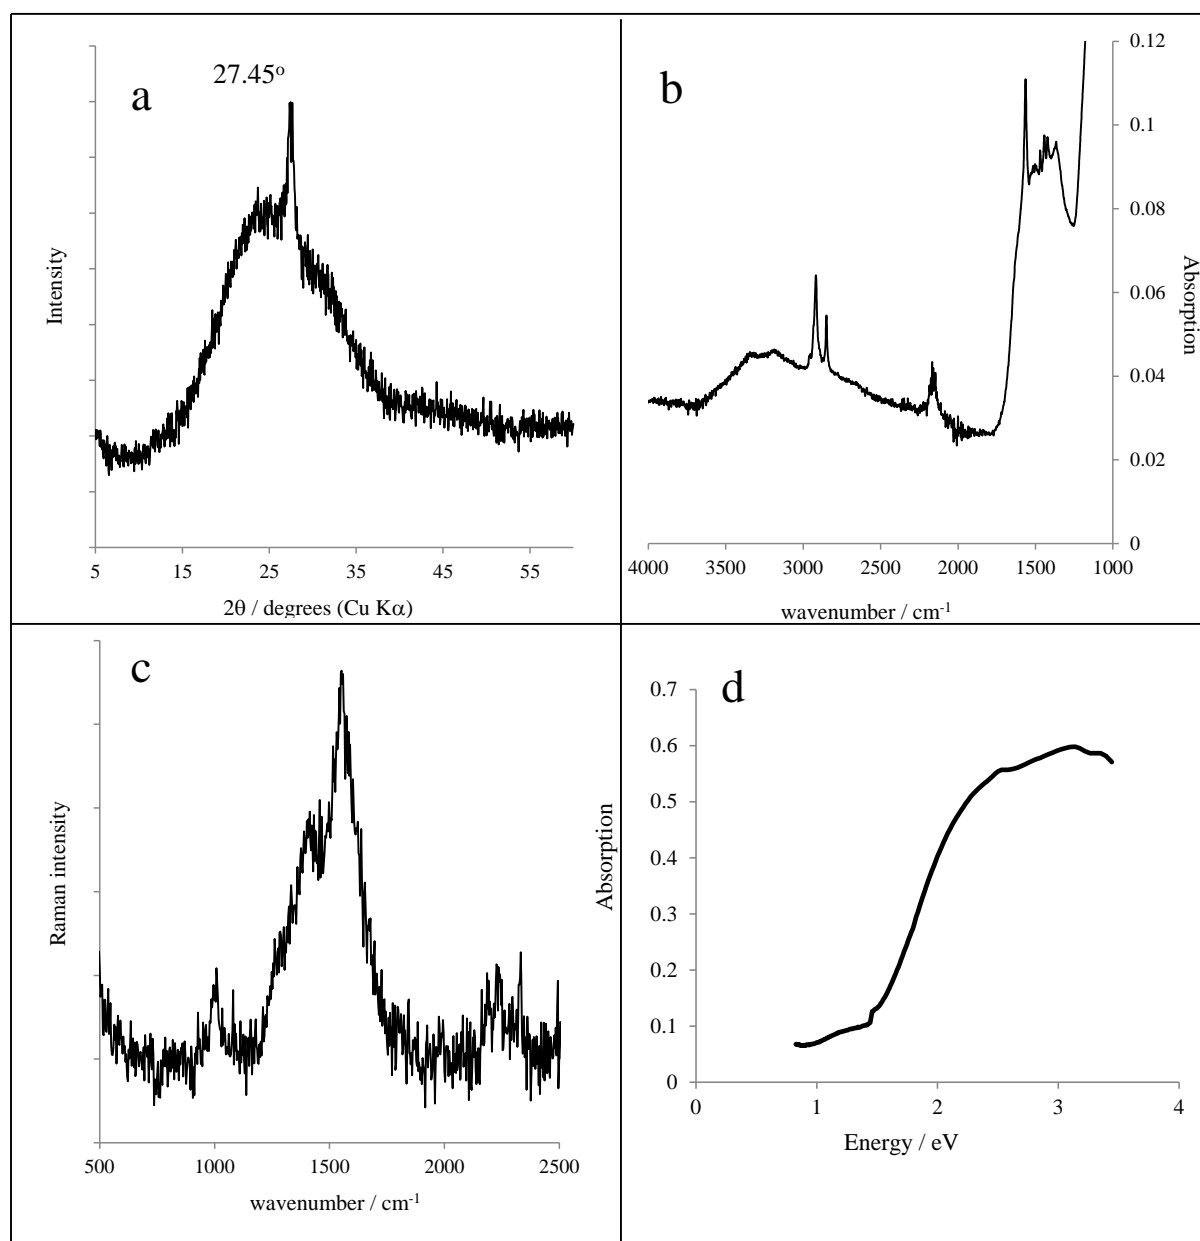 a
27.45°
Intensity
5 15 25 35 45 55
2θ / degrees (Cu Kα)
b
0.12
0.1
0.08
0.06
0.04
0.02
0
Absorption
4000 3500 3000 2500 2000 1500 1000
wavenumber / cm-1
c
Raman intensity
500 1000 1500 2000 2500
wavenumber / cm-1
d
0.7
0.6
0.5
0.4
0.3
0.2
0.1
0
Absorption
0 1 2 3 4
Energy / eV